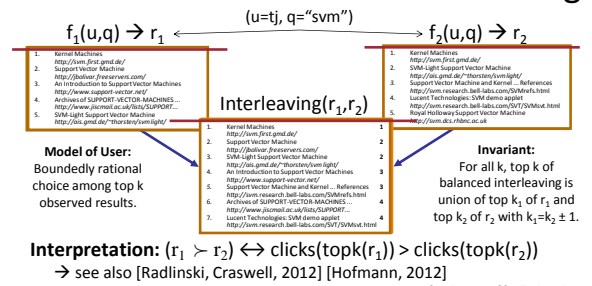 (u=tj, q="svm")
f1(u,q) → r1
f2(u,q) → r2
1. Kernel Machines
http://svm.first.gmd.de/
2. Support Vector Machine
http://jbolivar.freeservers.com/
3. An Introduction to Support Vector Machines
http://www.support-vector.net/
4. Archives of SUPPORT-VECTOR-MACHINES ...
http://www.jiscmail.ac.uk/lists/SUPPORT...
5. SVM-Light Support Vector Machine
http://ais.gmd.de/~thorsten/svm light/
1. Kernel Machines
http://svm.first.gmd.de/
2. SVM-Light Support Vector Machine
http://ais.gmd.de/~thorsten/svm light/
3. Support Vector Machine and Kernel ... References
http://svm.research.bell-labs.com/SVMrefs.html
4. Lucent Technologies: SVM demo applet
http://svm.research.bell-labs.com/SVT/SVMsvt.html
5. Royal Holloway Support Vector Machine
http://svm.dcs.rhbnc.ac.uk
Interleaving(r1,r2)
1. Kernel Machines 1
http://svm.first.gmd.de/
2. Support Vector Machine 2
http://jbolivar.freeservers.com/
3. SVM-Light Support Vector Machine 2
http://ais.gmd.de/~thorsten/svm light/
4. An Introduction to Support Vector Machines 3
http://www.support-vector.net/
5. Support Vector Machine and Kernel ... References 3
http://svm.research.bell-labs.com/SVMrefs.html
6. Archives of SUPPORT-VECTOR-MACHINES ... 4
http://www.jiscmail.ac.uk/lists/SUPPORT...
7. Lucent Technologies: SVM demo applet 4
http://svm.research.bell-labs.com/SVT/SVMsvt.html
Model of User:
Boundedly rational
choice among top k
observed results.
Invariant:
For all k, top k of
balanced interleaving is
union of top k1 of r1 and
top k2 of r2 with k1=k2 ± 1.
Interpretation: (r1 ≻ r2) ↔ clicks(topk(r1)) > clicks(topk(r2))
→ see also [Radlinski, Craswell, 2012] [Hofmann, 2012]